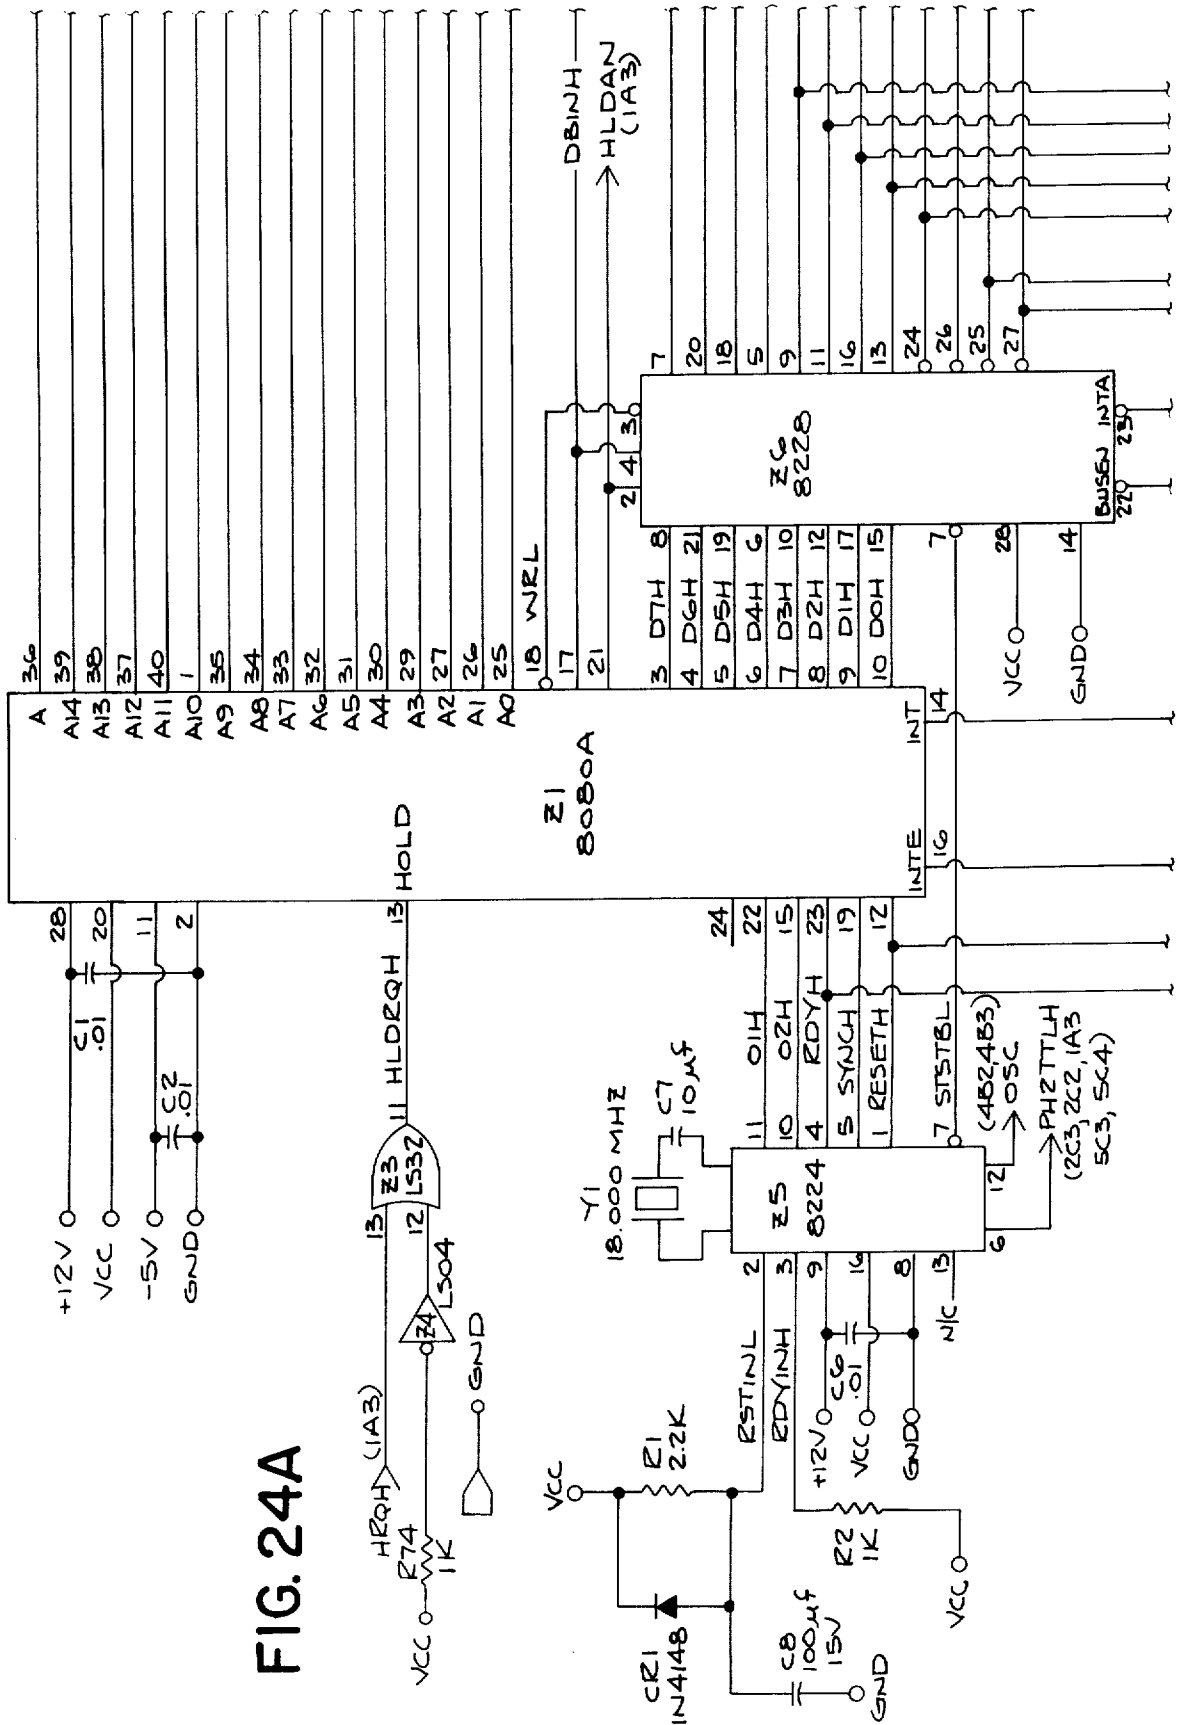 FIG. 24A
+12V
VCC
-5V
GND
C1
.01
C2
.01
28
20
11
2
HRQH
(1A3)
VCC
R74
1K
Z4
LS04
GND
13
12
Z3
LS32
11
HLDRQH
13
HOLD
Z1
8080A
A
36
A14
39
A13
38
A12
37
A11
40
A10
1
A9
35
A8
34
A7
33
A6
32
A5
31
A4
30
A3
29
A2
27
A1
26
A0
25
18
WRL
17
DBINH
21
HLDAN
(1A3)
3
D7H
8
4
D6H
21
5
D5H
19
6
D4H
6
7
D3H
10
8
D2H
12
9
D1H
17
10
D0H
15
INTE
16
INT
14
24
22
15
23
19
12
VCC
R1
2.2K
CR1
1N4148
C8
100µf
15V
GND
RSTINL
2
RDYINH
3
R2
1K
VCC
+12V
9
C6
.01
VCC
16
GND
8
N/C
13
Y1
18.000 MHZ
C7
10µf
Z5
8224
11
01H
10
02H
4
RDYH
5
SYNCH
1
RESETH
7
STSTBL
12
OSC
(4B2,4B3)
6
PH2TTLH
(2C3,2C2,1A3
5C3, 5C4)
2
4
3
Z6
8228
7
20
18
5
9
11
16
13
24
26
25
27
7
28
VCC
14
GND
BUSEN
22
INTA
23